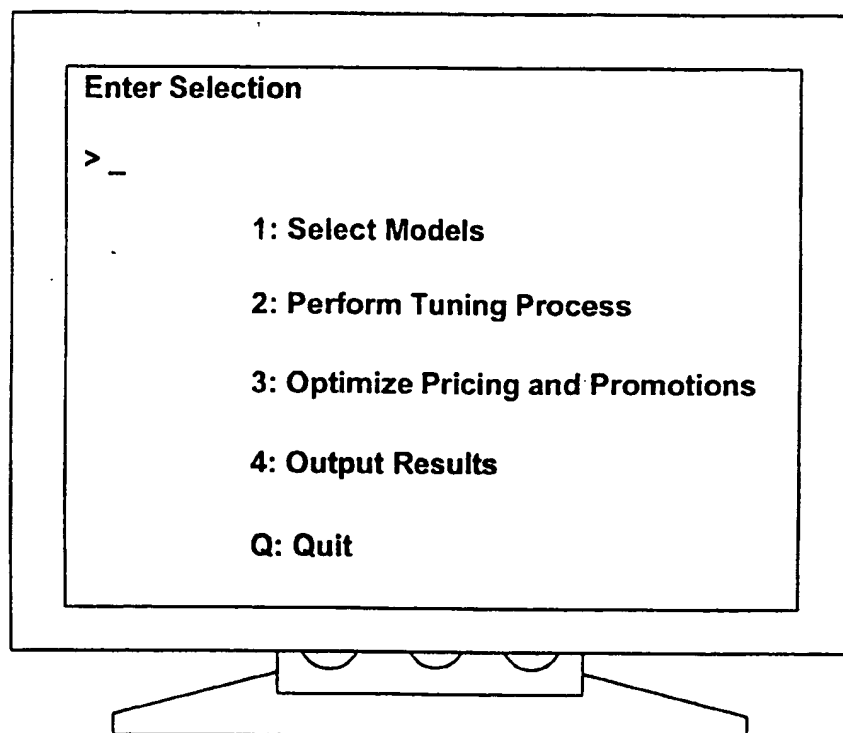 Enter Selection
> _
1: Select Models
2: Perform Tuning Process
3: Optimize Pricing and Promotions
4: Output Results
Q: Quit